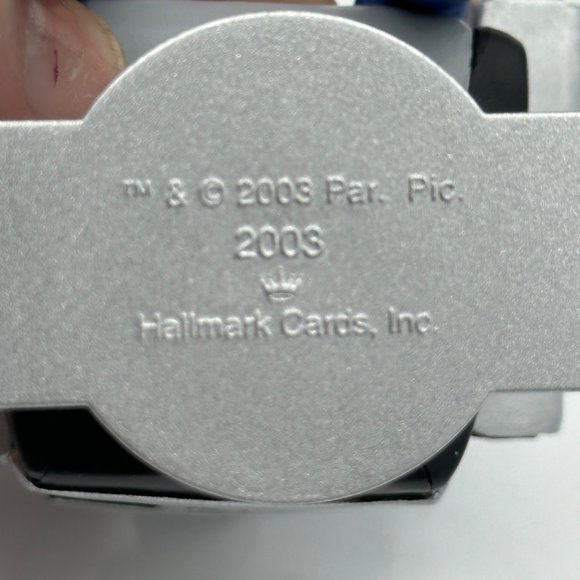 ™ & © 2003 Par. Pic.
2003
Hallmark Cards, Inc.